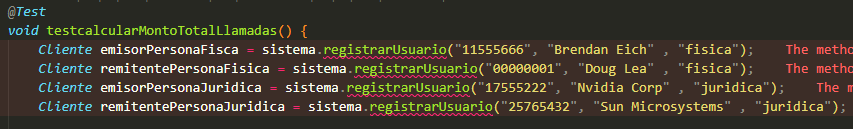 @Test
void testcalcularMontoTotalLlamadas() {
Cliente emisorPersonaFisca = sistema.registrarUsuario("11555666", "Brendan Eich" , "fisica"); The metho
Cliente remitentePersonaFisica = sistema.registrarUsuario("00000001", "Doug Lea" , "fisica"); The metho
Cliente emisorPersonaJuridica = sistema.registrarUsuario("17555222", "Nvidia Corp" , "juridica"); The m
Cliente remitentePersonaJuridica = sistema.registrarUsuario("25765432", "Sun Microsystems" , "juridica");